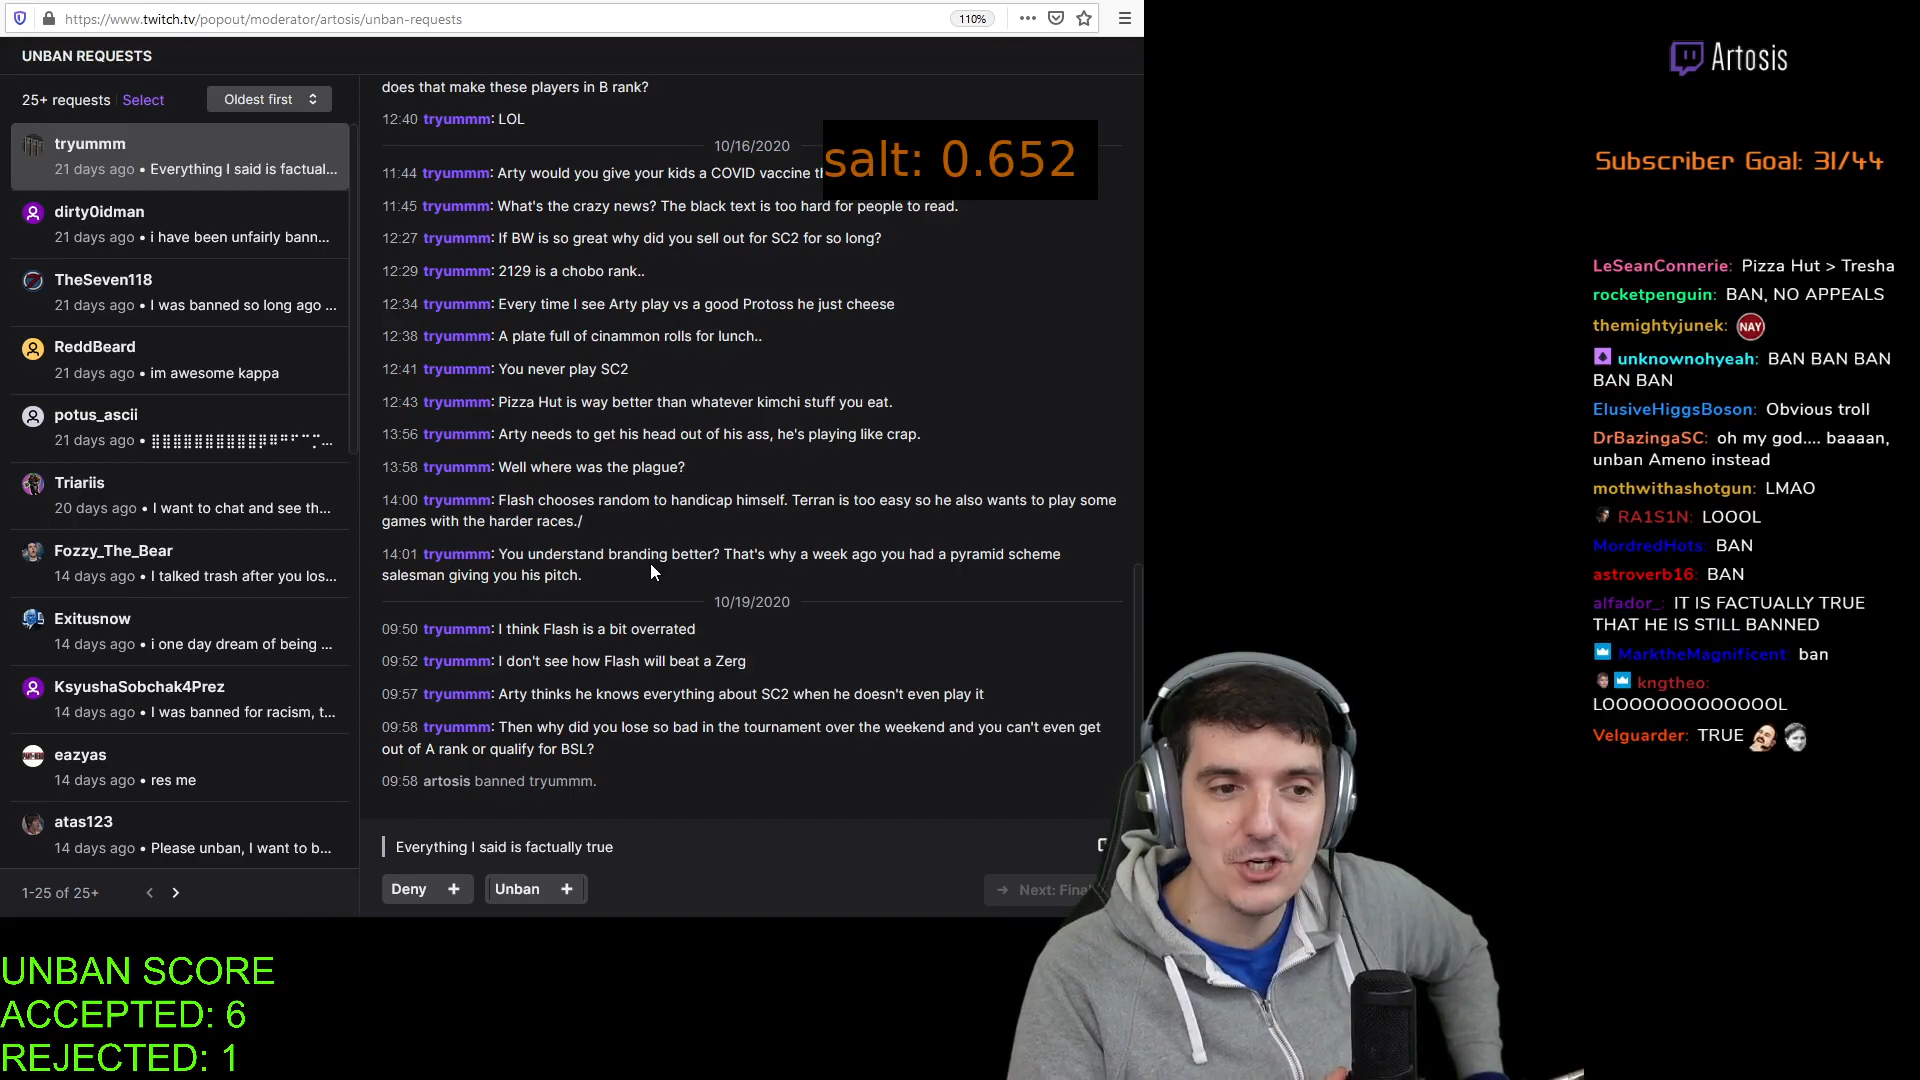 https://www.twitch.tv/popout/moderator/artosis/unban-requests
110%
UNBAN REQUESTS
25+ requests | Select
Oldest first
tryummm
21 days ago • Everything I said is factual...
dirty0idman
21 days ago • i have been unfairly bann...
TheSeven118
21 days ago • I was banned so long ago ...
ReddBeard
21 days ago • im awesome kappa
potus_ascii
21 days ago •
Triariis
20 days ago • I want to chat and see th...
Fozzy_The_Bear
14 days ago • I talked trash after you los...
Exitusnow
14 days ago • i one day dream of being ...
KsyushaSobchak4Prez
14 days ago • I was banned for racism, t...
eazyas
14 days ago • res me
atas123
14 days ago • Please unban, I want to b...
1-25 of 25+
does that make these players in B rank?
12:40 tryummm: LOL
10/16/2020
salt: 0.652
11:44 tryummm: Arty would you give your kids a COVID vaccine
11:45 tryummm: What's the crazy news? The black text is too hard for people to read.
12:27 tryummm: If BW is so great why did you sell out for SC2 for so long?
12:29 tryummm: 2129 is a chobo rank..
12:34 tryummm: Every time I see Arty play vs a good Protoss he just cheese
12:38 tryummm: A plate full of cinammon rolls for lunch..
12:41 tryummm: You never play SC2
12:43 tryummm: Pizza Hut is way better than whatever kimchi stuff you eat.
13:56 tryummm: Arty needs to get his head out of his ass, he's playing like crap.
13:58 tryummm: Well where was the plague?
14:00 tryummm: Flash chooses random to handicap himself. Terran is too easy so he also wants to play some
games with the harder races./
14:01 tryummm: You understand branding better? That's why a week ago you had a pyramid scheme
salesman giving you his pitch.
10/19/2020
09:50 tryummm: I think Flash is a bit overrated
09:52 tryummm: I don't see how Flash will beat a Zerg
09:57 tryummm: Arty thinks he knows everything about SC2 when he doesn't even play it
09:58 tryummm: Then why did you lose so bad in the tournament over the weekend and you can't even get
out of A rank or qualify for BSL?
09:58 artosis banned tryummm.
Everything I said is factually true
Deny +
Unban +
Next:
UNBAN SCORE
ACCEPTED: 6
REJECTED: 1
Artosis
Subscriber Goal: 31/44
LeSeanConnerie: Pizza Hut > Tresha
rocketpenguin: BAN, NO APPEALS
themightyjunek: NAY
unknownohyeah: BAN BAN BAN
BAN BAN
ElusiveHiggsBoson: Obvious troll
DrBazingaSC: oh my god.... baaaan,
unban Ameno instead
mothwithashotgun: LMAO
RA1S1N: LOOOL
MordredHots: BAN
astroverb16: BAN
alfador_: IT IS FACTUALLY TRUE
THAT HE IS STILL BANNED
MarktheMagnificent: ban
kngtheo:
LOOOOOOOOOOOOL
Velguarder: TRUE